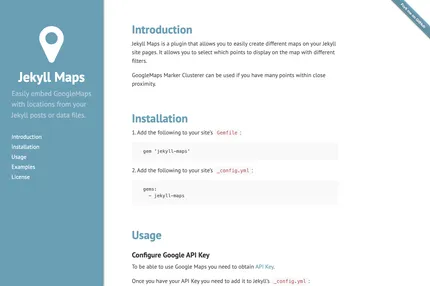 Jekyll Maps
Easily embed GoogleMaps
with locations from your
Jekyll posts or data files.
Introduction
Installation
Usage
Examples
License
Introduction
Jekyll Maps is a plugin that allows you to easily create different maps on your Jekyll
site pages. It allows you to select which points to display on the map with different
filters.
GoogleMaps Marker Clusterer can be used if you have many points within close
proximity.
Installation
1. Add the following to your site's Gemfile :
gem "jekyll-maps"
2. Add the following to your site's _config.yml :
gems:
- jekyll-maps
Usage
Configure Google API Key
To be able to use Google Maps you need to obtain API Key.
Once you have your API Key you need to add it to Jekyll's _config.yml :